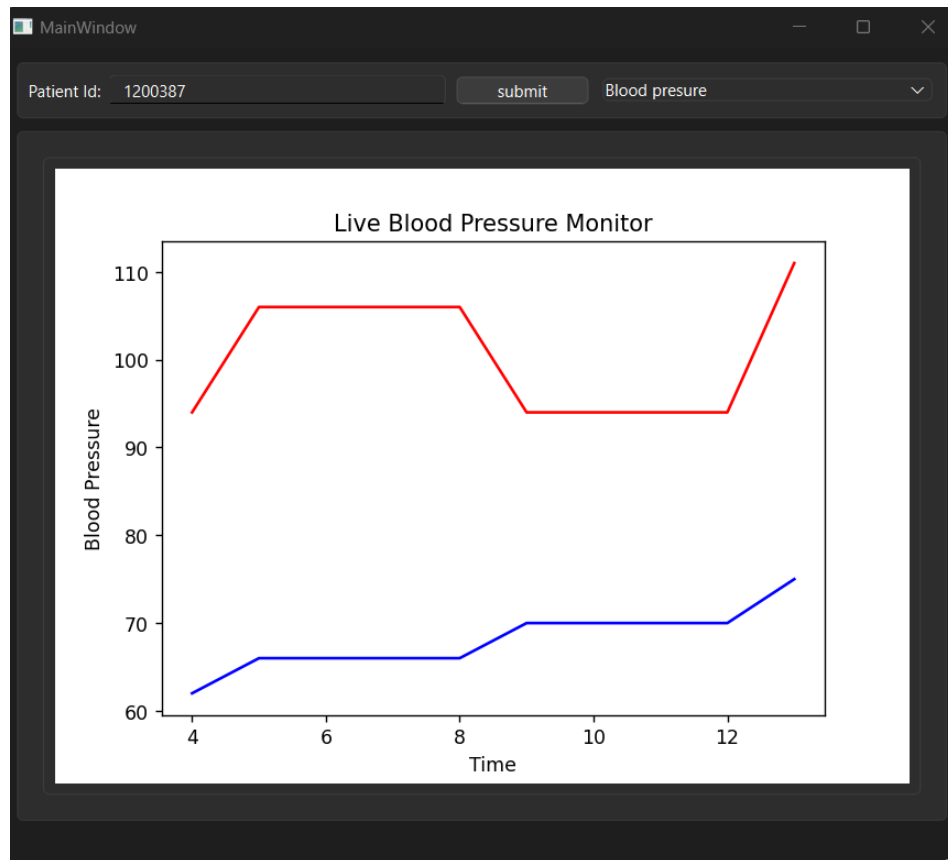 MainWindow
Patient Id: 1200387 submit Blood presure
Live Blood Pressure Monitor
110
100
90
80
70
60
Blood Pressure
4 6 8 10 12
Time